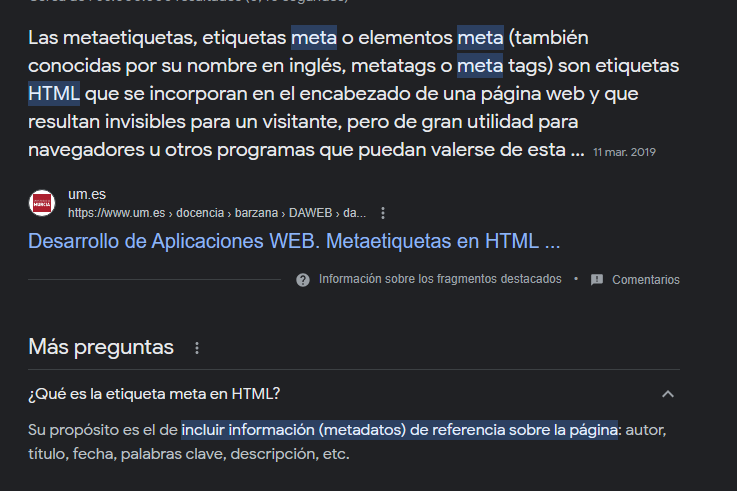 Las metaetiquetas, etiquetas meta o elementos meta (también
conocidas por su nombre en inglés, metatags o meta tags) son etiquetas
HTML que se incorporan en el encabezado de una página web y que
resultan invisibles para un visitante, pero de gran utilidad para
navegadores u otros programas que puedan valerse de esta ... 11 mar. 2019
um.es
https://www.um.es › docencia › barzana › DAWEB › da...
Desarrollo de Aplicaciones WEB. Metaetiquetas en HTML ...
Información sobre los fragmentos destacados • Comentarios
Más preguntas
¿Qué es la etiqueta meta en HTML?
Su propósito es el de incluir información (metadatos) de referencia sobre la página: autor,
título, fecha, palabras clave, descripción, etc.